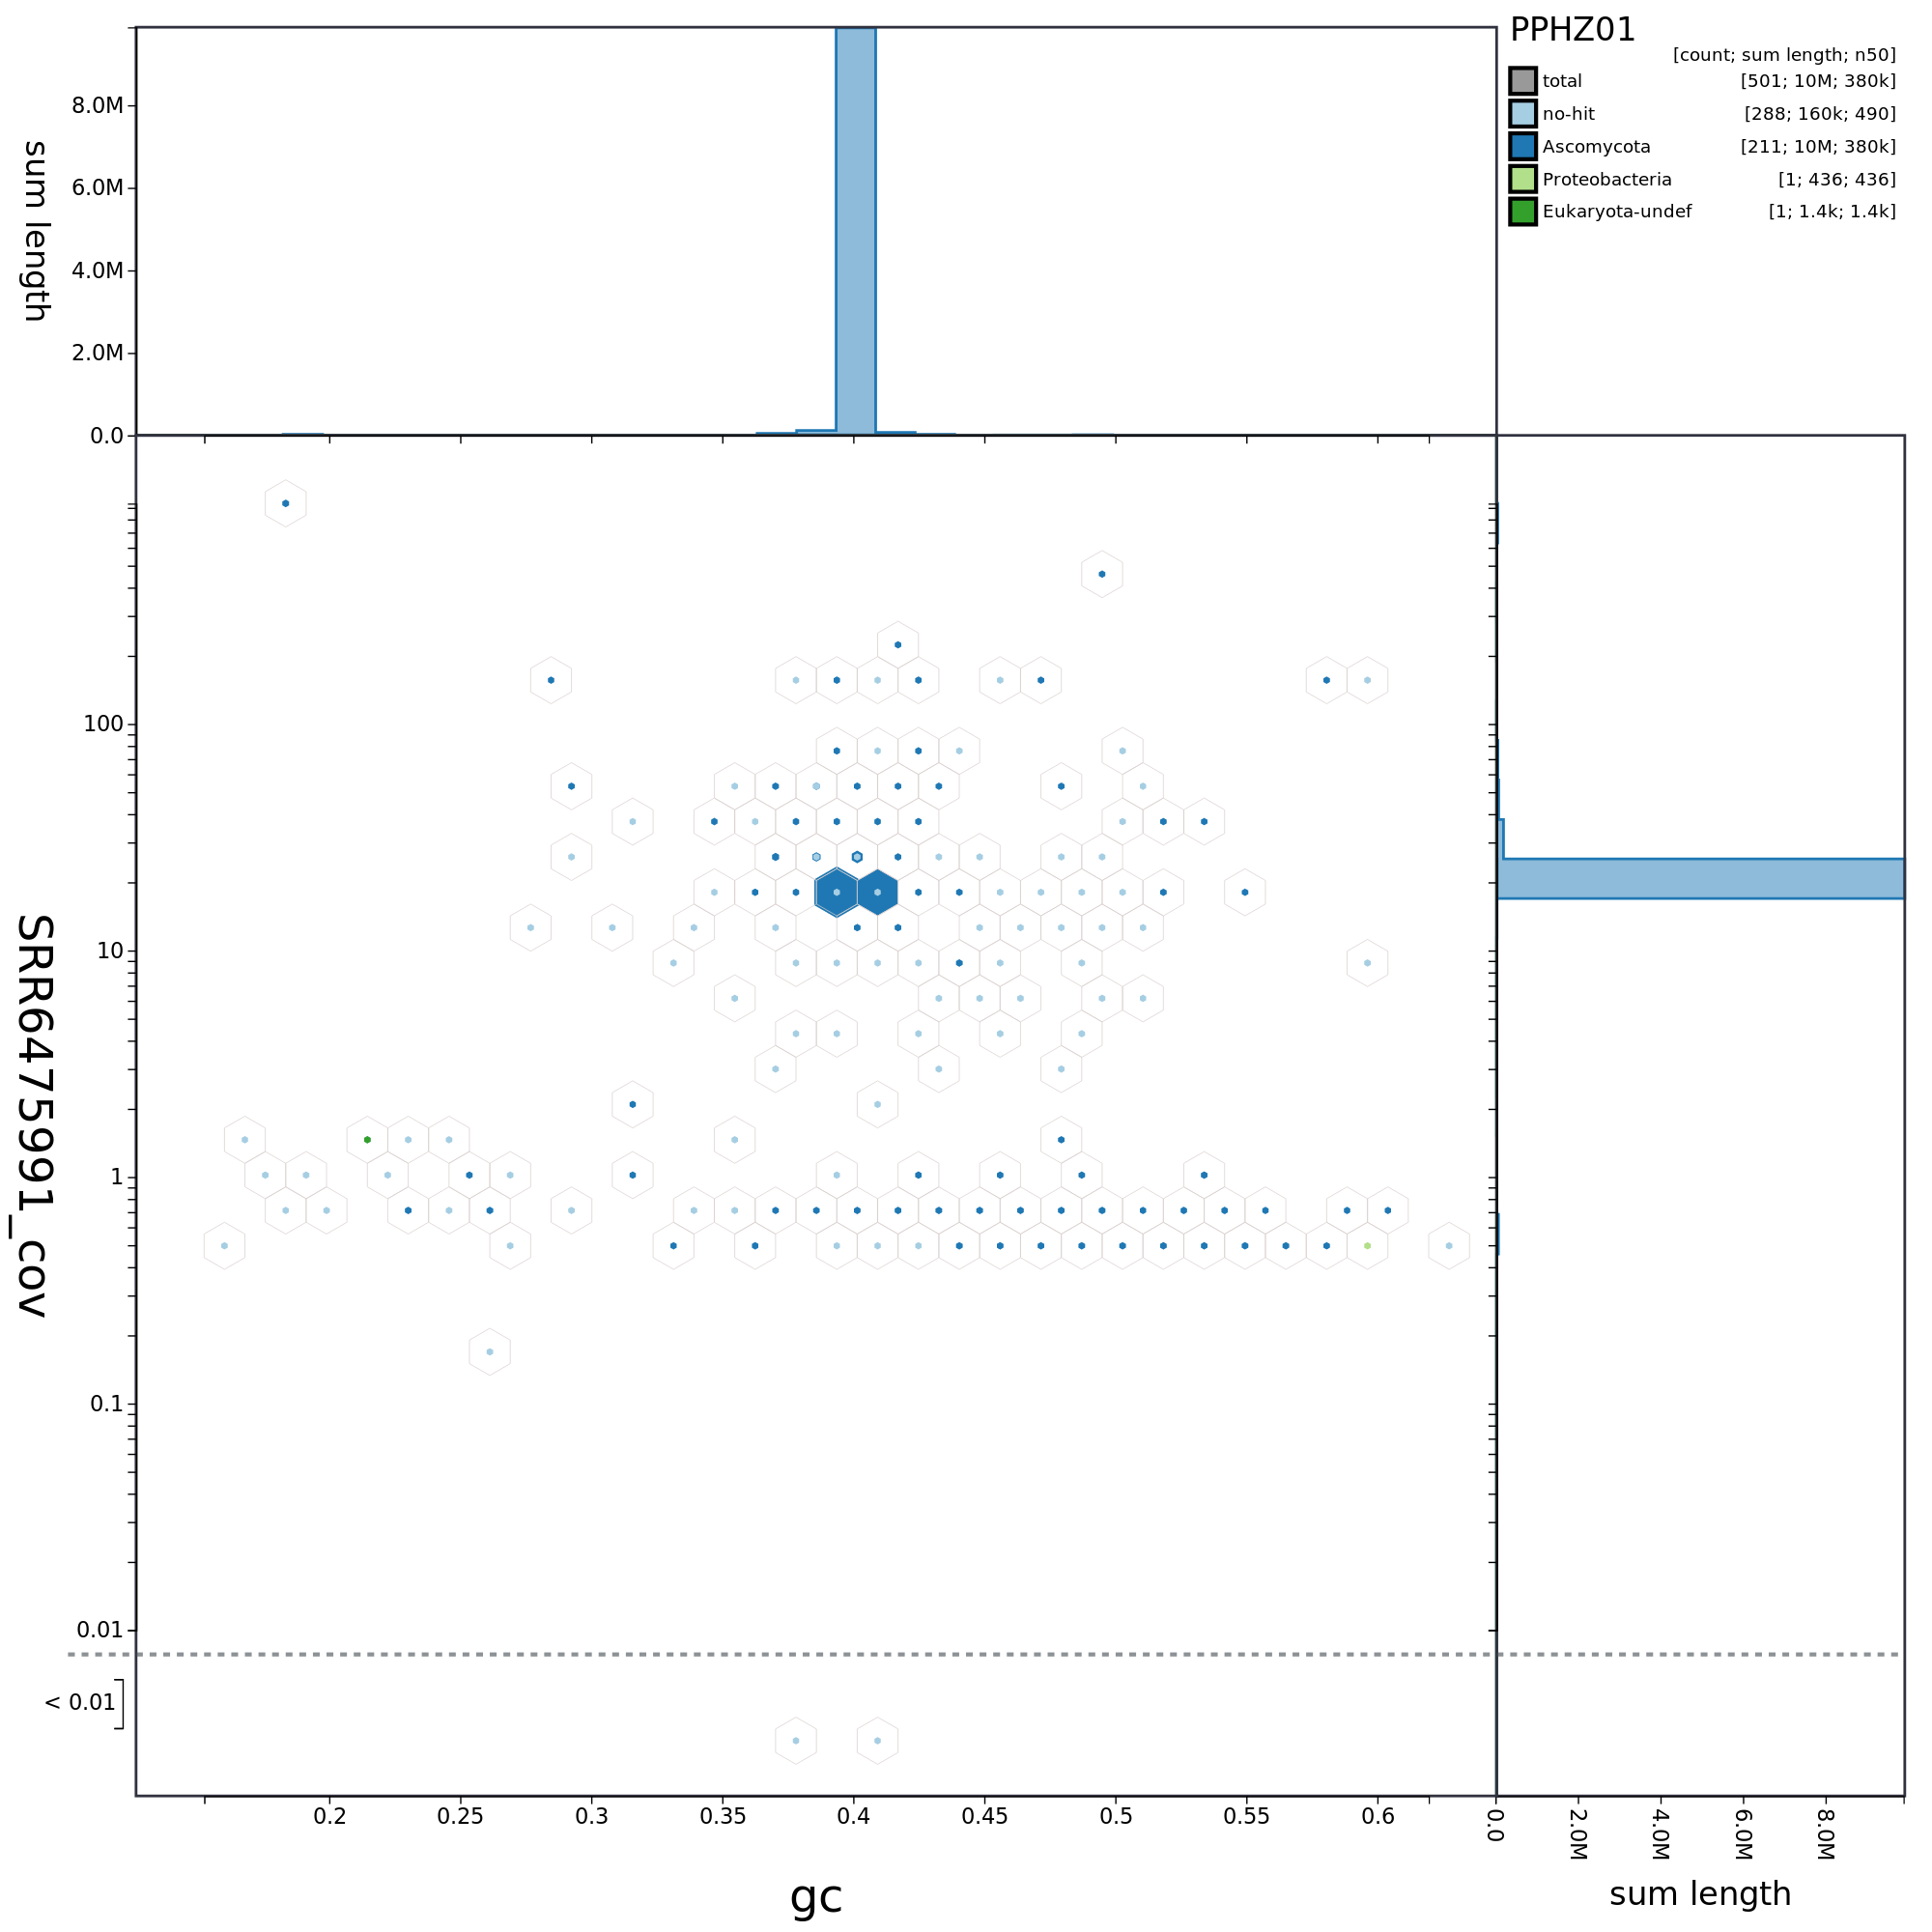 PPHZ01
[count; sum length; n50]
total [501; 10M; 380k]
no-hit [288; 160k; 490]
Ascomycota [211; 10M; 380k]
Proteobacteria [1; 436; 436]
Eukaryota-undef [1; 1.4k; 1.4k]
sum length
8.0M
6.0M
4.0M
2.0M
0.0
SRR6475991_cov
100
10
1
0.1
0.01
< 0.01
0.2 0.25 0.3 0.35 0.4 0.45 0.5 0.55 0.6
gc
0.0 2.0M 4.0M 6.0M 8.0M
sum length